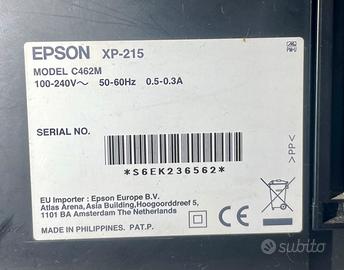 EPSON XP-215
MODEL C462M
100-240V~ 50-60Hz 0.5-0.3A
SERIAL NO.
*S6EK236562*
>PP<
EU Importer : Epson Europe B.V.
Atlas Arena,Asia Building,Hoogoorddreef 5,
1101 BA Amsterdam The Netherlands
MADE IN PHILIPPINES. PAT.P.
subito